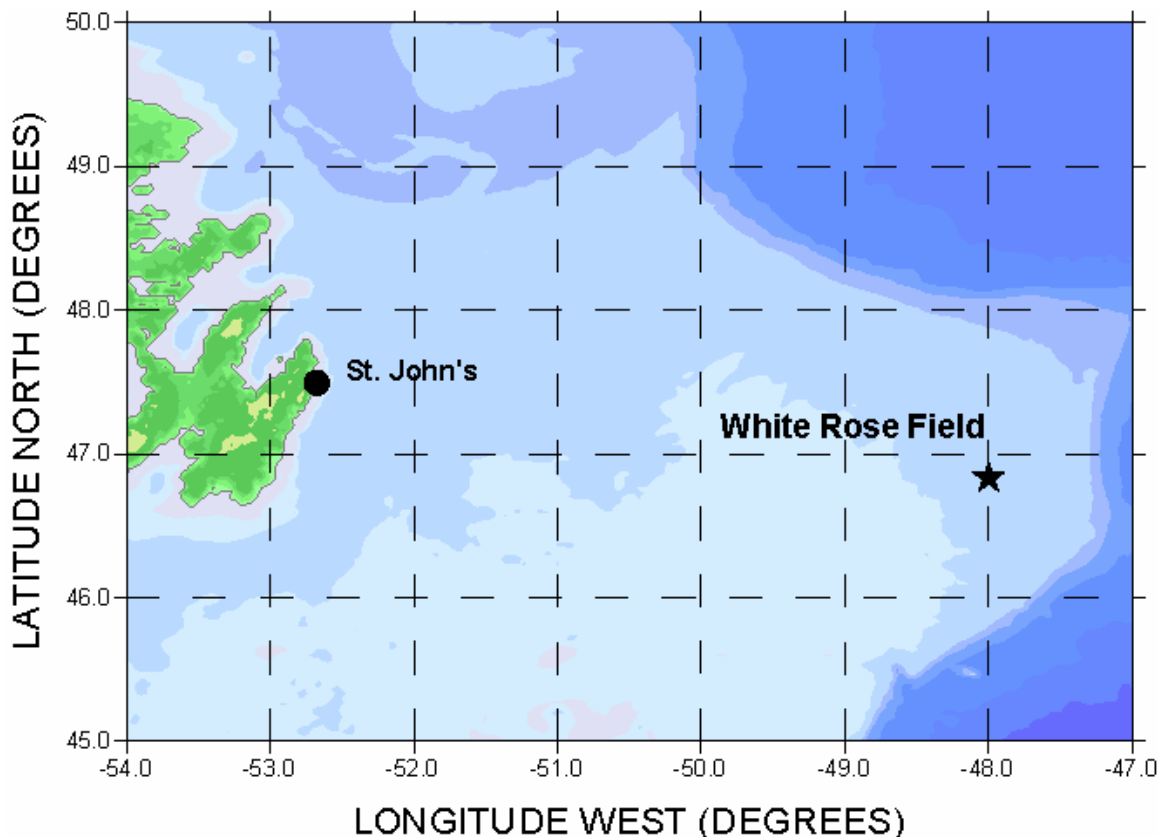 50.0
49.0
48.0
47.0
46.0
45.0
LATITUDE NORTH (DEGREES)
St. John's
White Rose Field
-54.0 -53.0 -52.0 -51.0 -50.0 -49.0 -48.0 -47.0
LONGITUDE WEST (DEGREES)